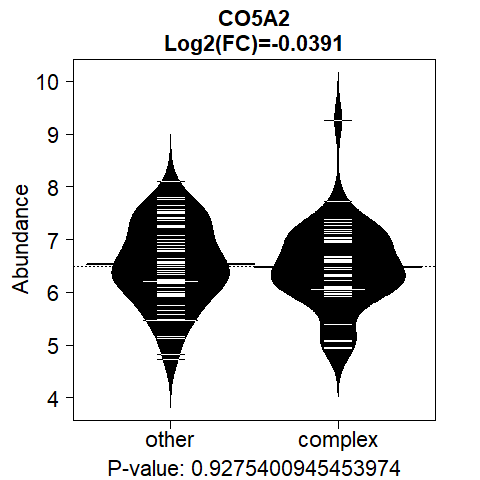 CO5A2
Log2(FC)=-0.0391
Abundance
10
9
8
7
6
5
4
other complex
P-value: 0.9275400945453974